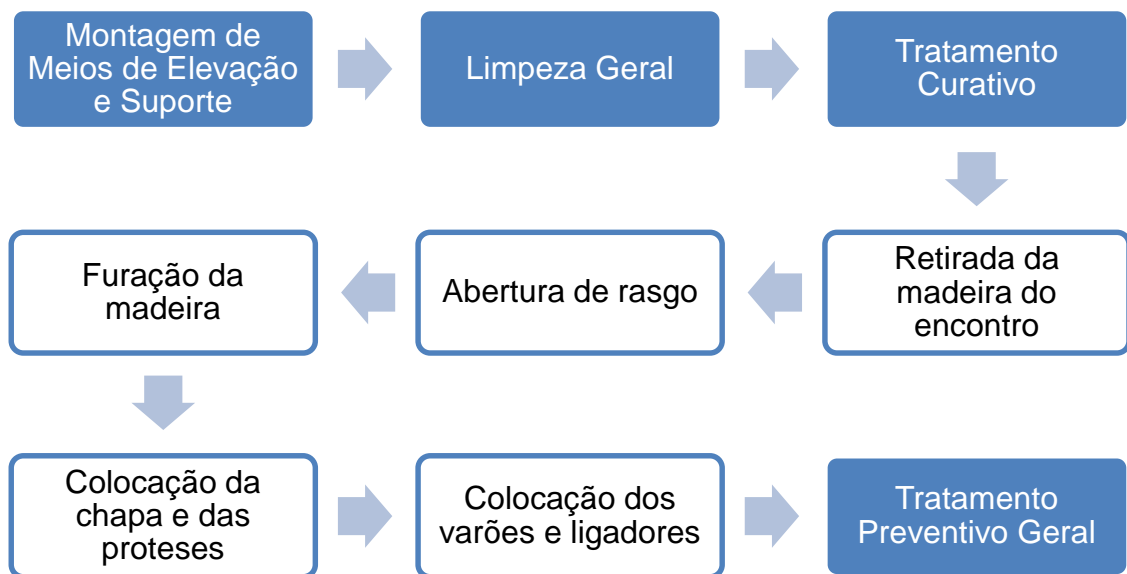 Montagem de
Meios de Elevação
e Suporte
Limpeza Geral
Tratamento
Curativo
Retirada da
madeira do
encontro
Abertura de rasgo
Furação da
madeira
Colocação da
chapa e das
proteses
Colocação dos
varões e ligadores
Tratamento
Preventivo Geral